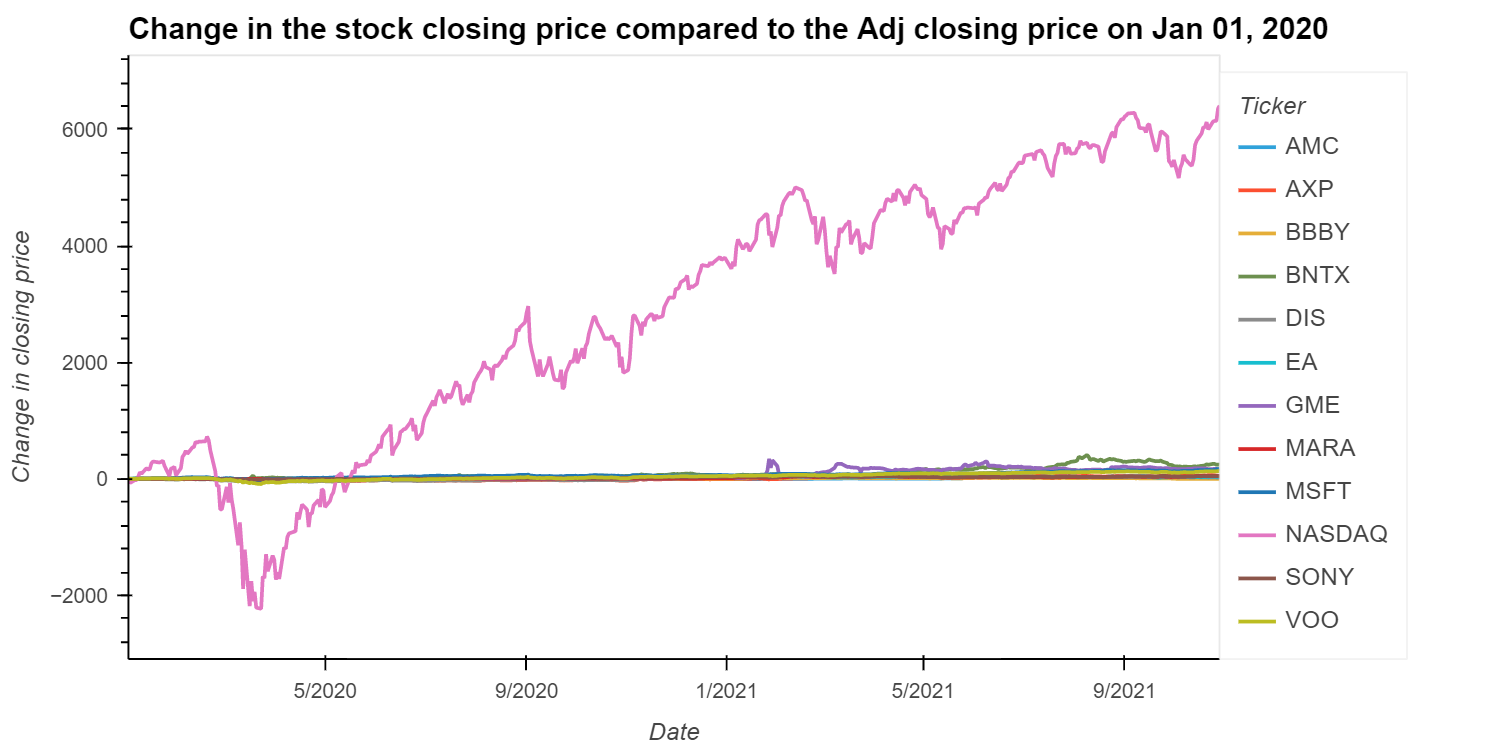 Change in the stock closing price compared to the Adj closing price on Jan 01, 2020
Change in closing price
6000
4000
2000
0
−2000
5/2020 9/2020 1/2021 5/2021 9/2021
Date
Ticker
AMC
AXP
BBBY
BNTX
DIS
EA
GME
MARA
MSFT
NASDAQ
SONY
VOO